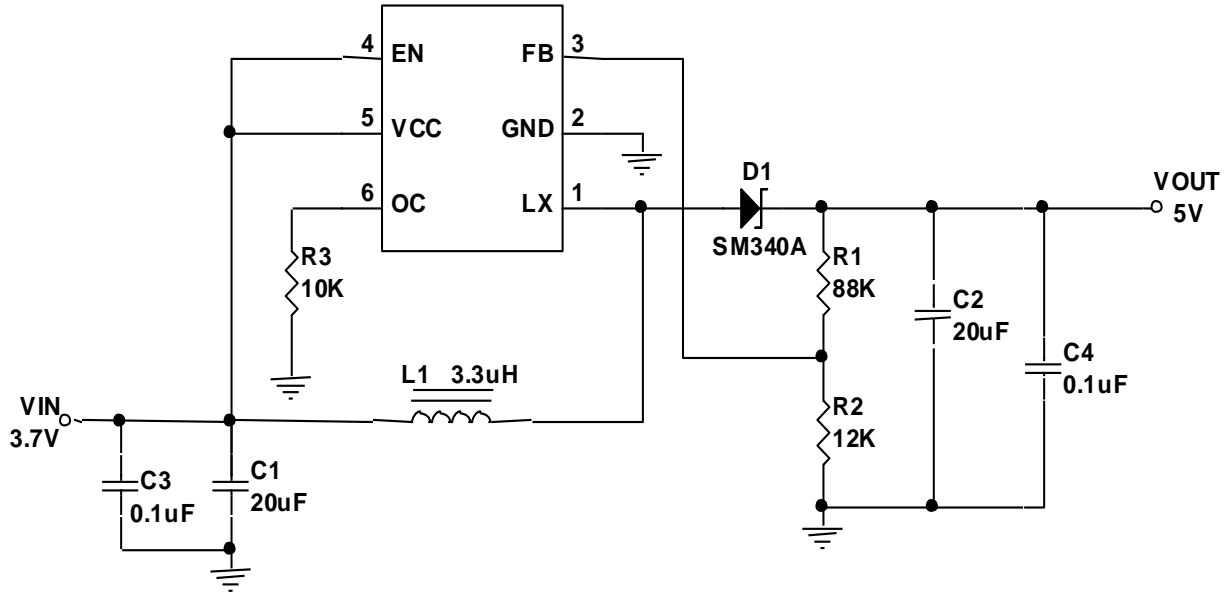 4 EN FB 3
5 VCC GND 2
6 OC LX 1
D1
SM340A
VOUT
5V
R3
10K
R1
88K
C2
20uF
C4
0.1uF
L1 3.3uH
VIN
3.7V
R2
12K
C3
0.1uF
C1
20uF